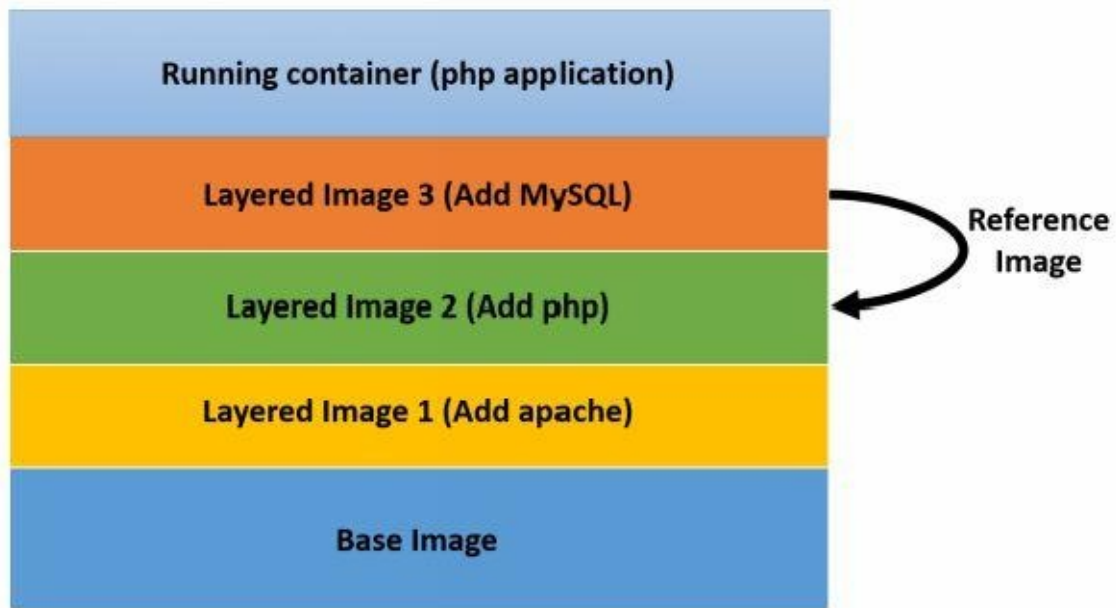 Running container (php application)
Layered Image 3 (Add MySQL)
Reference
Image
Layered Image 2 (Add php)
Layered Image 1 (Add apache)
Base Image